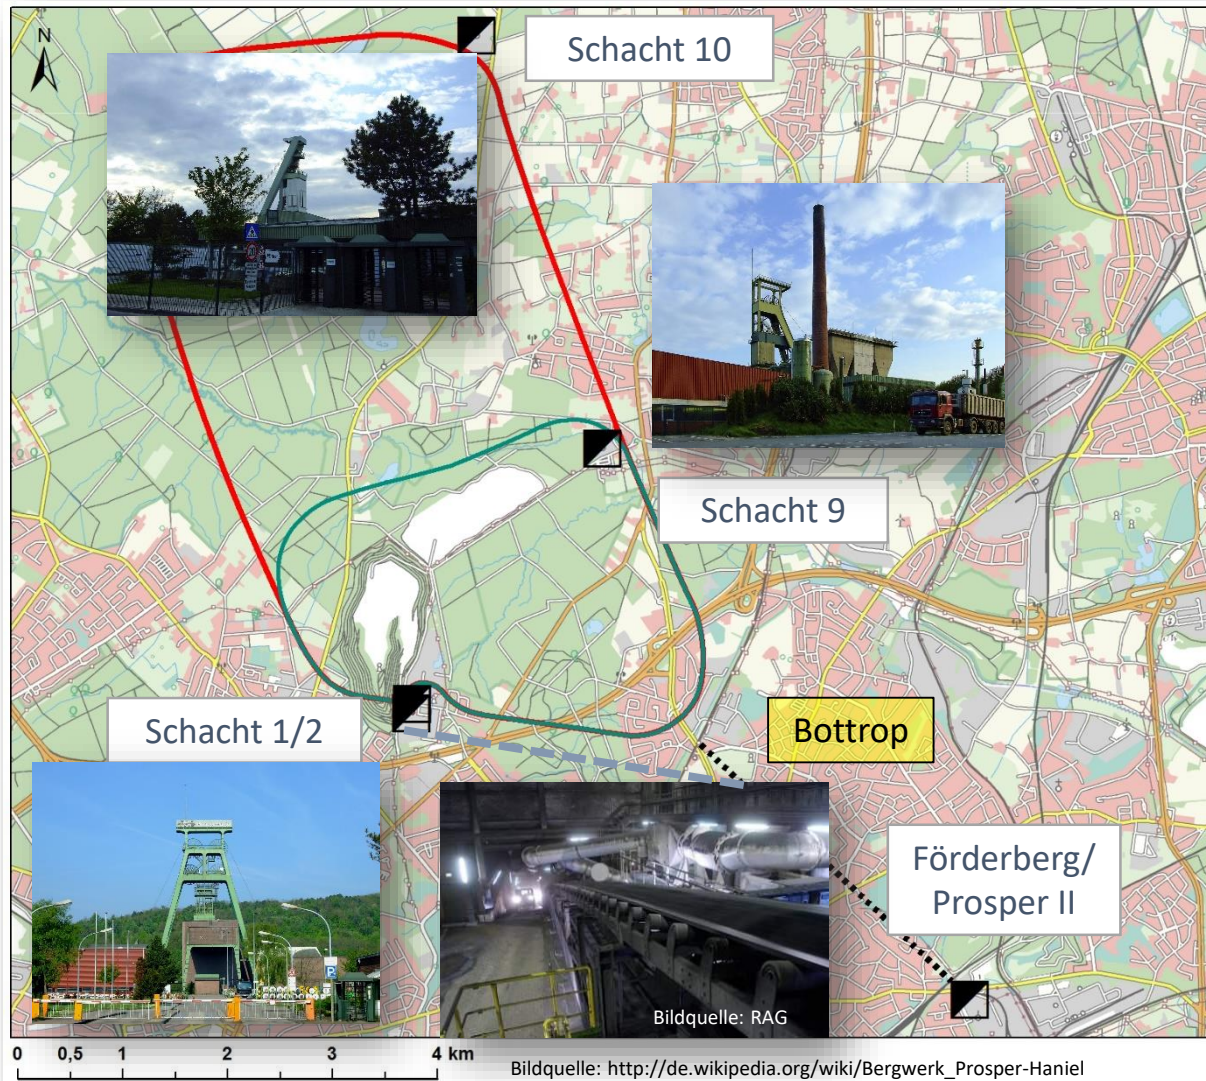 N
Schacht 10
Schacht 9
Schacht 1/2
Bottrop
Förderberg/
Prosper II
P
Bildquelle: RAG
0 0,5 1 2 3 4 km
Bildquelle: http://de.wikipedia.org/wiki/Bergwerk_Prosper-Haniel